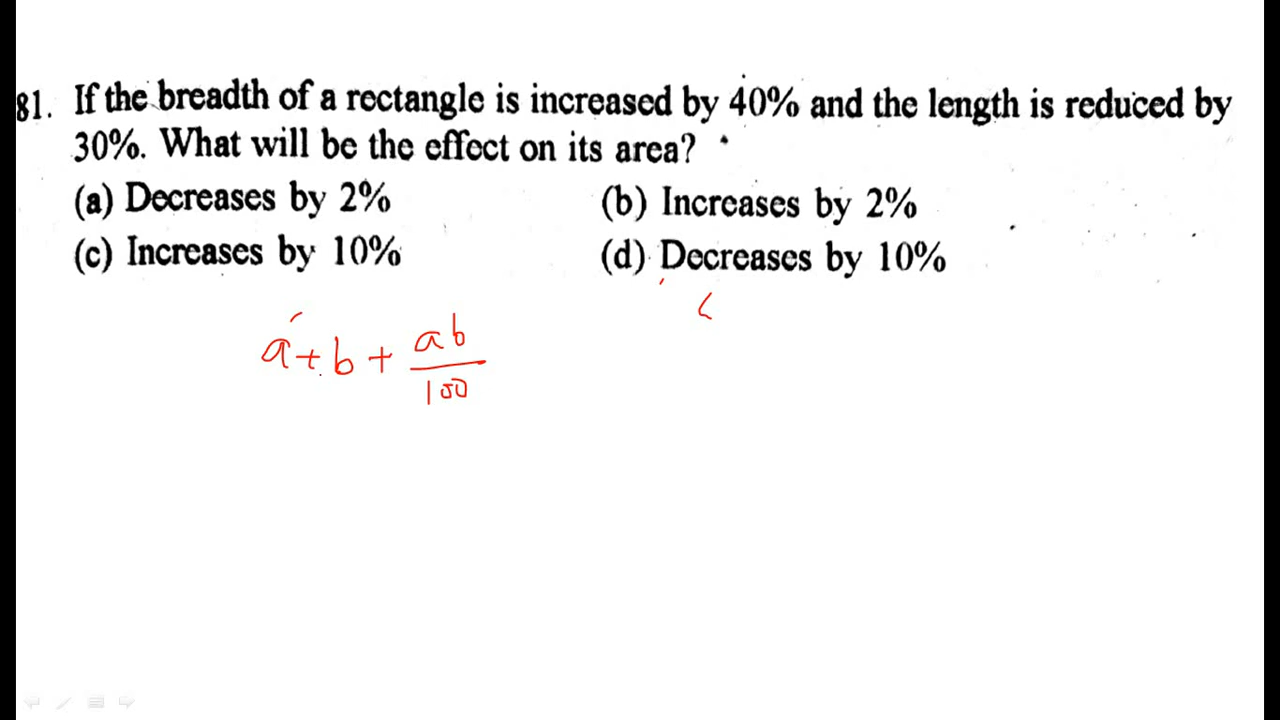 81. If the breadth of a rectangle is increased by 40% and the length is reduced by
30%. What will be the effect on its area?
(a) Decreases by 2% (b) Increases by 2%
(c) Increases by 10% (d) Decreases by 10%
a + b + ab
100